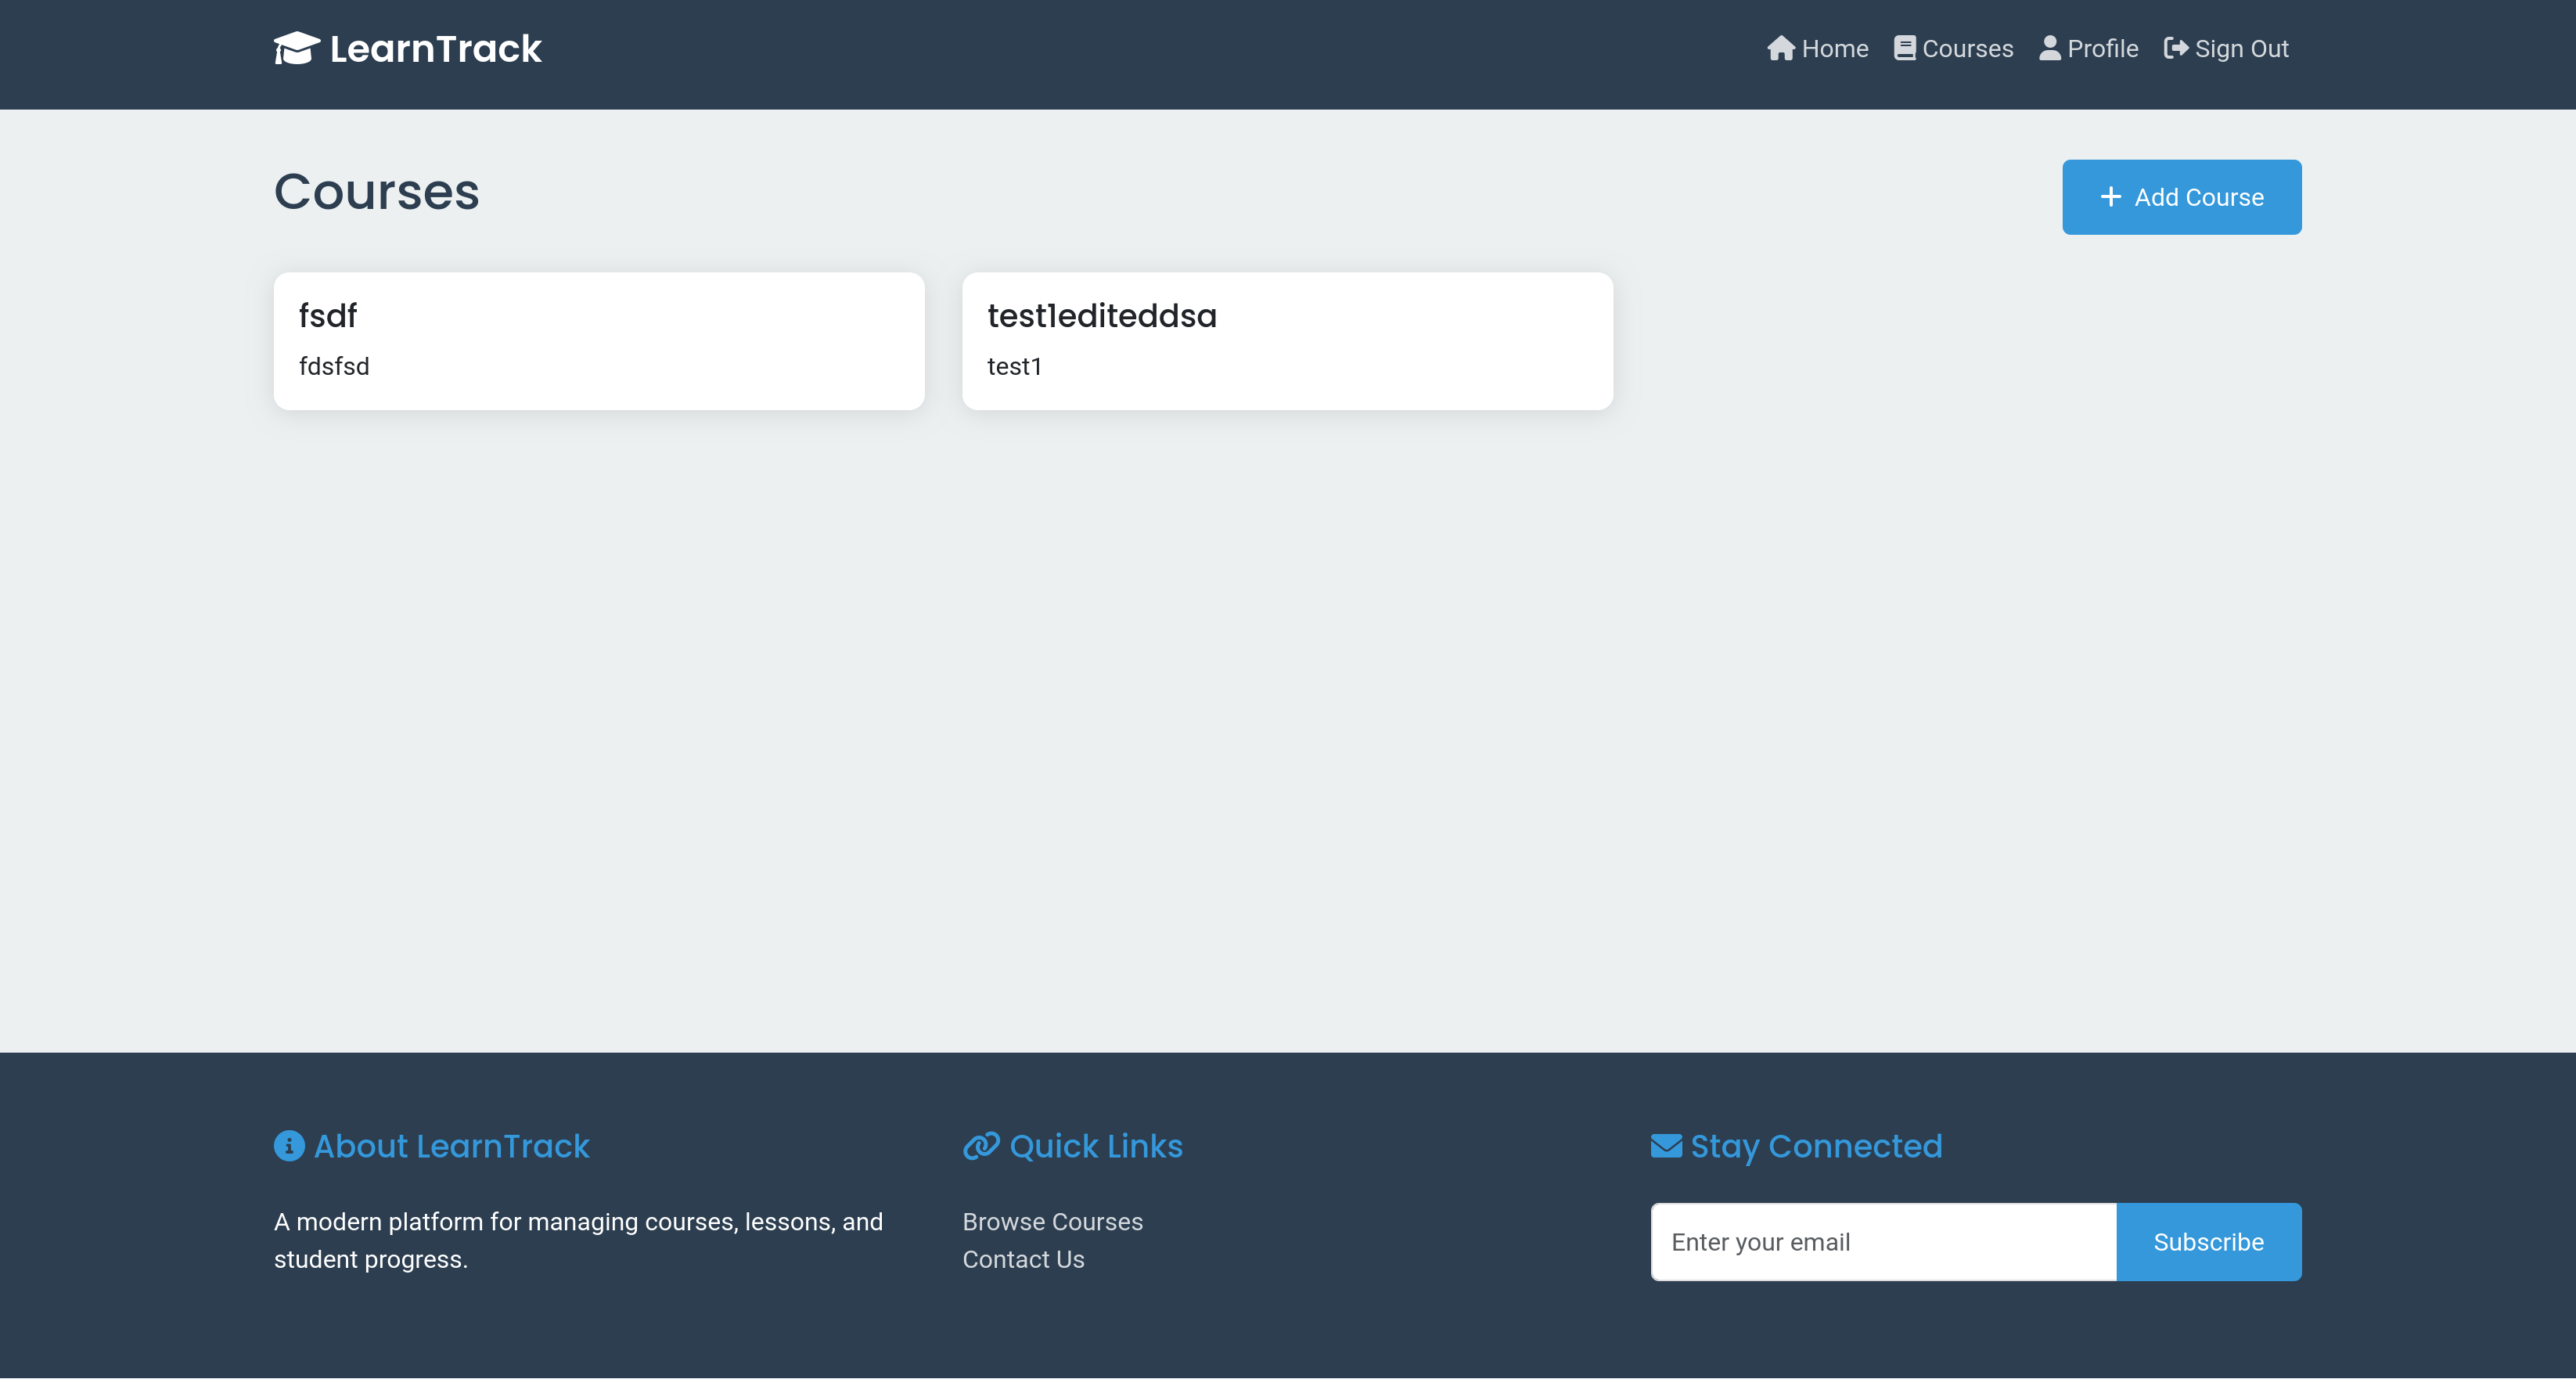 LearnTrack
Home Courses Profile Sign Out
Courses
Add Course
fsdf
fdsfsd
test1editeddsa
test1
About LearnTrack
A modern platform for managing courses, lessons, and
student progress.
Quick Links
Browse Courses
Contact Us
Stay Connected
Enter your email
Subscribe